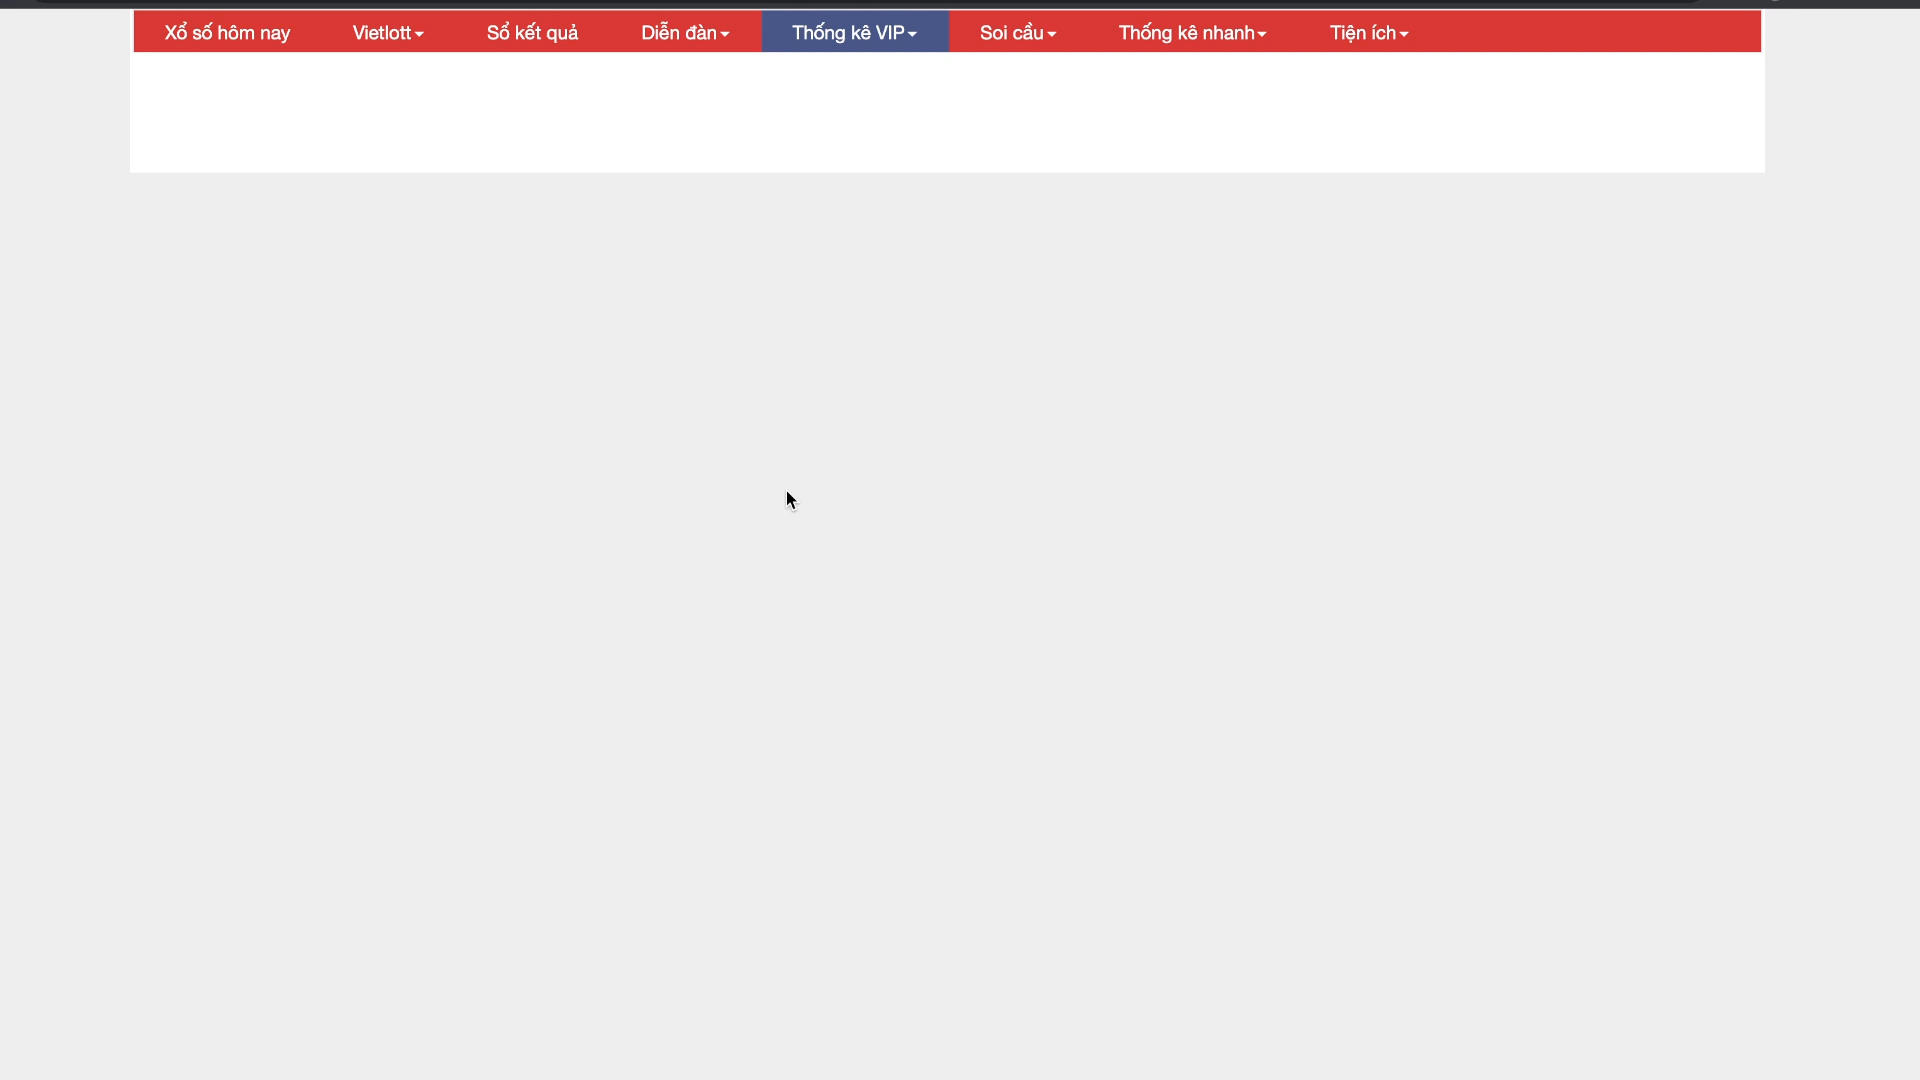 Xổ số hôm nay Vietlott Sổ kết quả Diễn đàn Thống kê VIP Soi cầu Thống kê nhanh Tiện ích